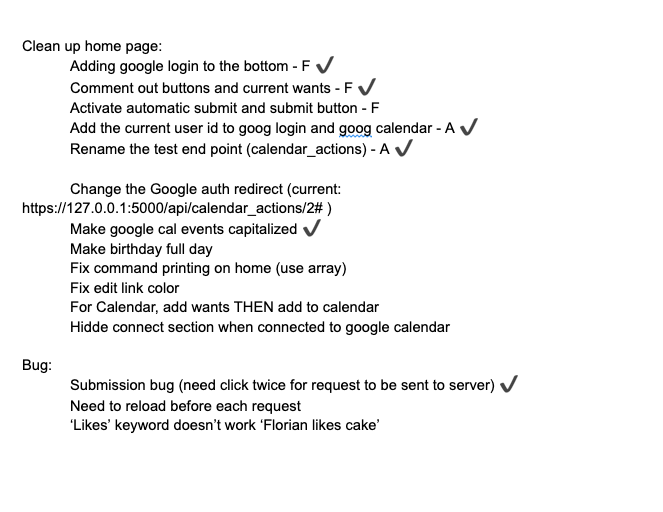 Clean up home page:
Adding google login to the bottom - F ✔
Comment out buttons and current wants - F ✔
Activate automatic submit and submit button - F
Add the current user id to goog login and goog calendar - A ✔
Rename the test end point (calendar_actions) - A ✔
Change the Google auth redirect (current:
https://127.0.0.1:5000/api/calendar_actions/2# )
Make google cal events capitalized ✔
Make birthday full day
Fix command printing on home (use array)
Fix edit link color
For Calendar, add wants THEN add to calendar
Hidde connect section when connected to google calendar
Bug:
Submission bug (need click twice for request to be sent to server) ✔
Need to reload before each request
‘Likes’ keyword doesn’t work ‘Florian likes cake’